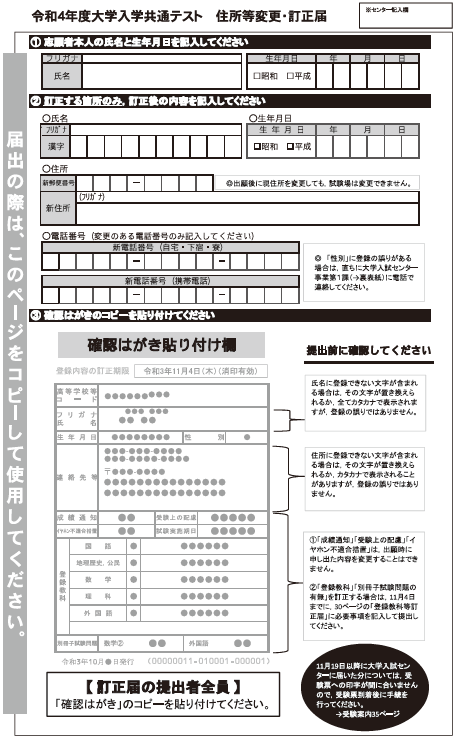 令和4年度大学入学共通テスト 住所等変更・訂正届
※センター記入欄
届出の際は、このページをコピーして使用してください。
① 志願者本人の氏名と生年月日を記入してください
フリガナ
氏名
生年月日 年 月 日
□昭和 □平成
② 訂正する箇所のみ、訂正後の内容を記入してください
○氏名
フリガナ
漢字
○生年月日
生年月日 年 月 日
□昭和 □平成
○住所
新郵便番号 －
◎出願後に現住所を変更しても、試験場は変更できません。
新住所
(フリガナ)
○電話番号 (変更のある電話番号のみ記入してください)
新電話番号 (自宅・下宿・寮)
－ －
新電話番号 (携帯電話)
－ －
◎ 「性別」に登録の誤りがある
場合は、直ちに大学入試センター
事業第1課(→裏表紙)に電話で
連絡してください。
③ 確認はがきのコピーを貼り付けてください
確認はがき貼り付け欄
登録内容の訂正期限 令和3年11月4日(木)(消印有効)
高等学校等
コード ●●●●●●●●
フリガナ ●●● ●●●
氏名 ●● ●●
生年月日 ●●●●●●●● 性別 ●
連絡先等
●●●-●●●-●●●●
●●●-●●●●-●●●●
〒●●●-●●●●
●●●●●●●●●●●●●●●
●●●●●●●●●●●●●●●
成績通知 ●● 受験上の配慮 ●●●●●
イヤホン不適合措置 ●● 試験実施期日 ●●●●●
登録教科
国語 ● ●●●●●●
地理歴史，公民 ● ●●●●●●
数学 ● ●●●●●●
理科 ● ●●●●●●
外国語 ● ●●●●●●
別冊子試験問題 数学② ●● 外国語 ●●
令和3年10月●日発行 (00000011-010001-000001)
【 訂正届の提出者全員 】
「確認はがき」のコピーを貼り付けてください。
提出前に確認してください
氏名に登録できない文字が含まれ
る場合は、その文字が置き換えら
れるか、全てカタカナで表示されま
すが、登録の誤りではありません。
住所に登録できない文字が含まれ
る場合は、その文字が置き換えら
れるか、カタカナで表示されること
がありますが、登録の誤りではあ
りません。
①「成績通知」「受験上の配慮」「イ
ヤホン不適合措置」は、出願時に
申し出た内容を変更することはでき
ません。
②「登録教科」「別冊子試験問題の
有無」を訂正する場合は、11月4日
までに、30ページの「登録教科等訂
正届」に必要事項を記入して提出し
てください。
11月19日以降に大学入試セン
ターに届いた分については、受
験票への印字が間に合いません
ので、受験票到着後に手続を
行ってください。
→受験案内35ページ